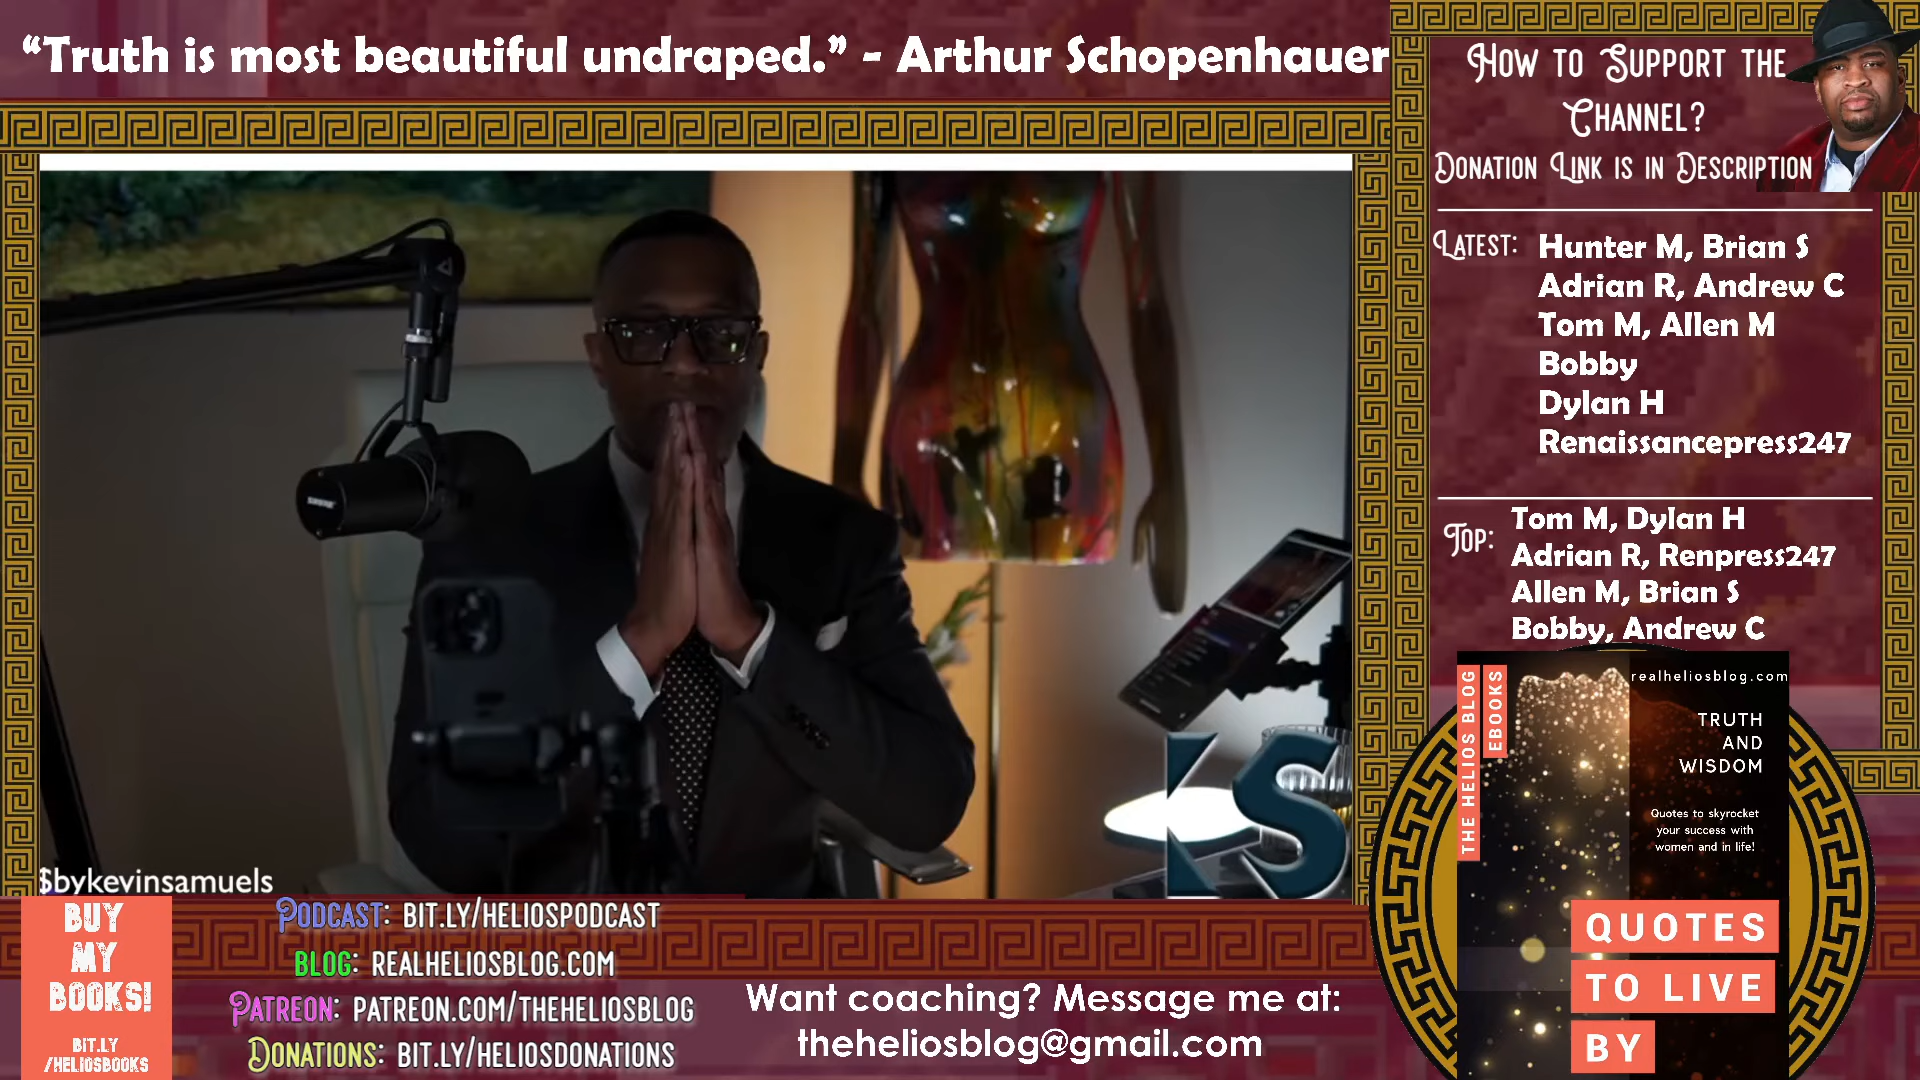 “Truth is most beautiful undraped.” - Arthur Schopenhauer
How to Support the
Channel?
Donation Link is in Description
Latest:
Hunter M, Brian S
Adrian R, Andrew C
Tom M, Allen M
Bobby
Dylan H
Renaissancepress247
Top:
Tom M, Dylan H
Adrian R, Renpress247
Allen M, Brian S
Bobby, Andrew C
SHURE
KS
$bykevinsamuels
BUY
MY
BOOKS!
BIT.LY
/HELIOSBOOKS
Podcast: BIT.LY/HELIOSPODCAST
BLOG: REALHELIOSBLOG.COM
Patreon: PATREON.COM/THEHELIOSBLOG
Donations: BIT.LY/HELIOSDONATIONS
Want coaching? Message me at:
theheliosblog@gmail.com
THE HELIOS BLOG
EBOOKS
realheliosblog.com
TRUTH
AND
WISDOM
Quotes to skyrocket
your success with
women and in life!
QUOTES
TO LIVE
BY